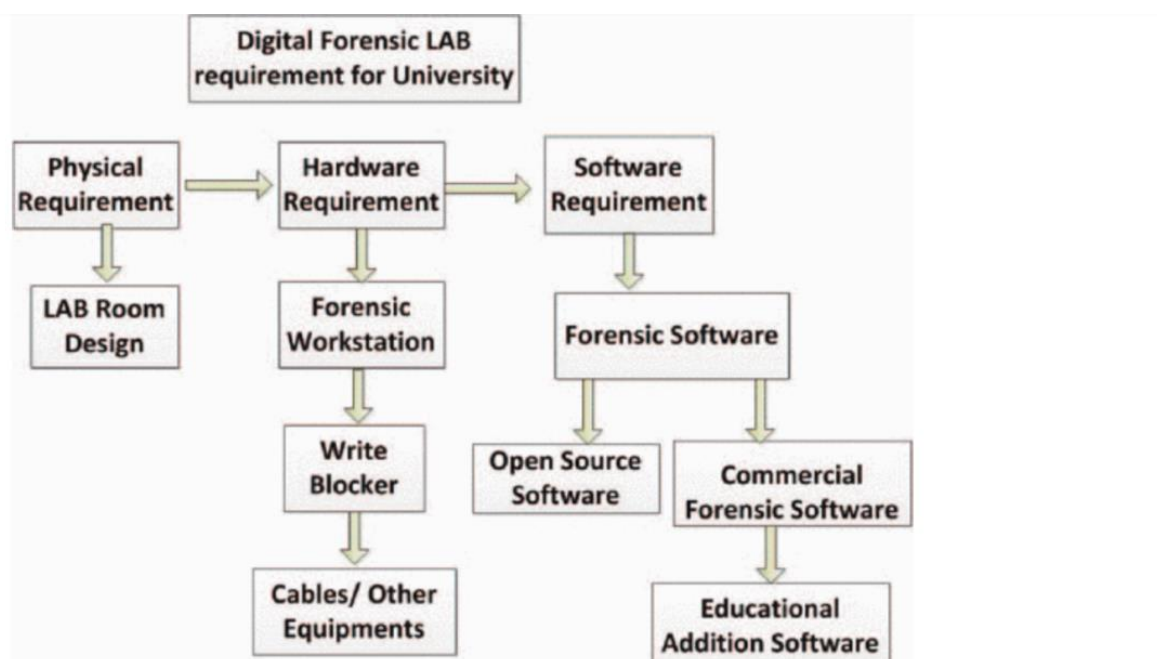 Digital Forensic LAB
requirement for University
Physical
Requirement
Hardware
Requirement
Software
Requirement
LAB Room
Design
Forensic
Workstation
Forensic Software
Write
Blocker
Open Source
Software
Commercial
Forensic Software
Cables/ Other
Equipments
Educational
Addition Software